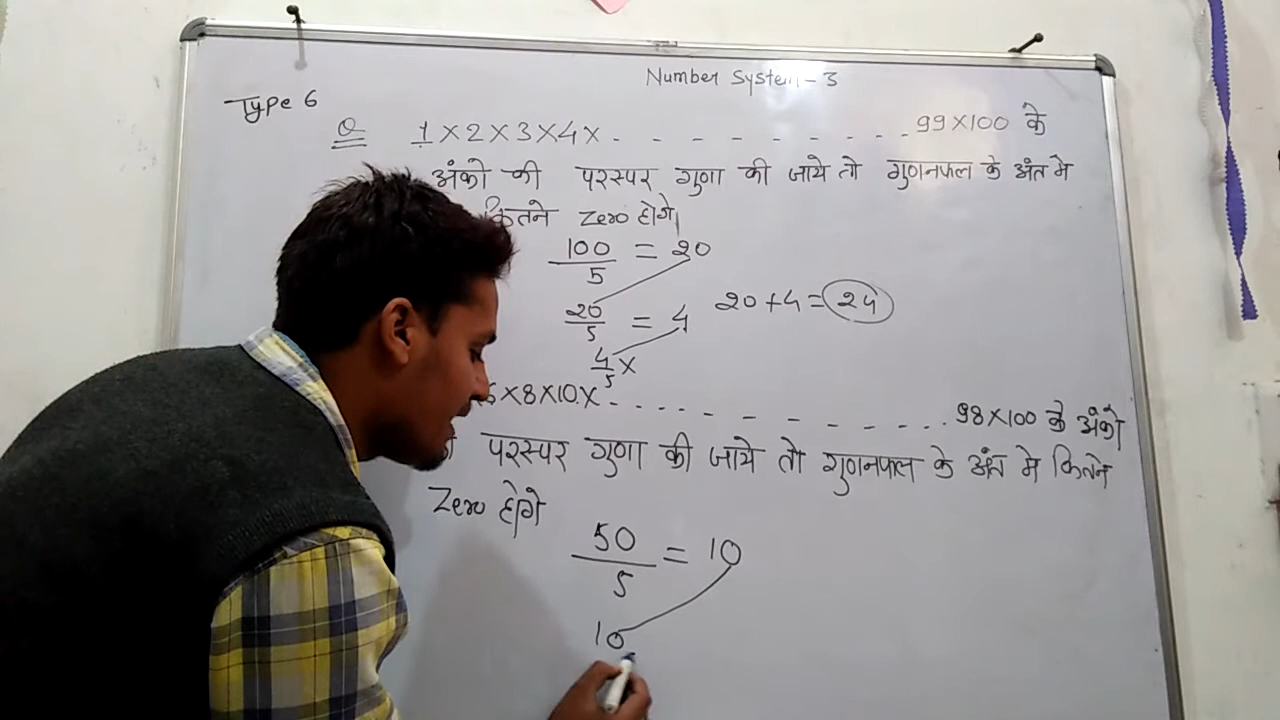 Number System - 3
Type 6
Q 1×2×3×4×- - - - - - - - - - 99×100 के
अंको की परस्पर गुणा की जाये तो गुणनफल के अंत मे
कितने Zero होगे|
100/5 = 20
20/5 = 4 20+4=24
4/5 ×
6×8×10×- - - - - - - - - - 98×100 के अंको
परस्पर गुणा की जाये तो गुणनफल के अंत मे कितने
Zero होगे
50/5 = 10
10